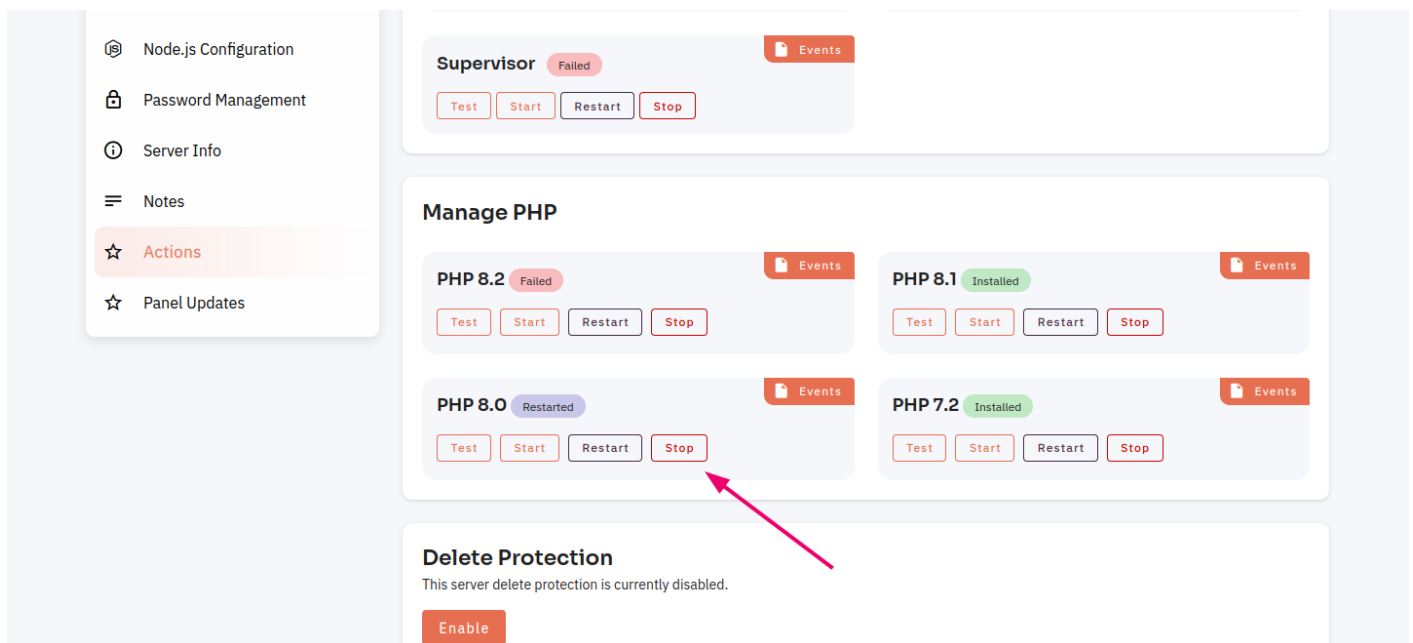 Node.js Configuration
Password Management
Server Info
Notes
Actions
Panel Updates
Supervisor Failed
Events
Test Start Restart Stop
Manage PHP
PHP 8.2 Failed
Events
Test Start Restart Stop
PHP 8.1 Installed
Events
Test Start Restart Stop
PHP 8.0 Restarted
Events
Test Start Restart Stop
PHP 7.2 Installed
Events
Test Start Restart Stop
Delete Protection
This server delete protection is currently disabled.
Enable